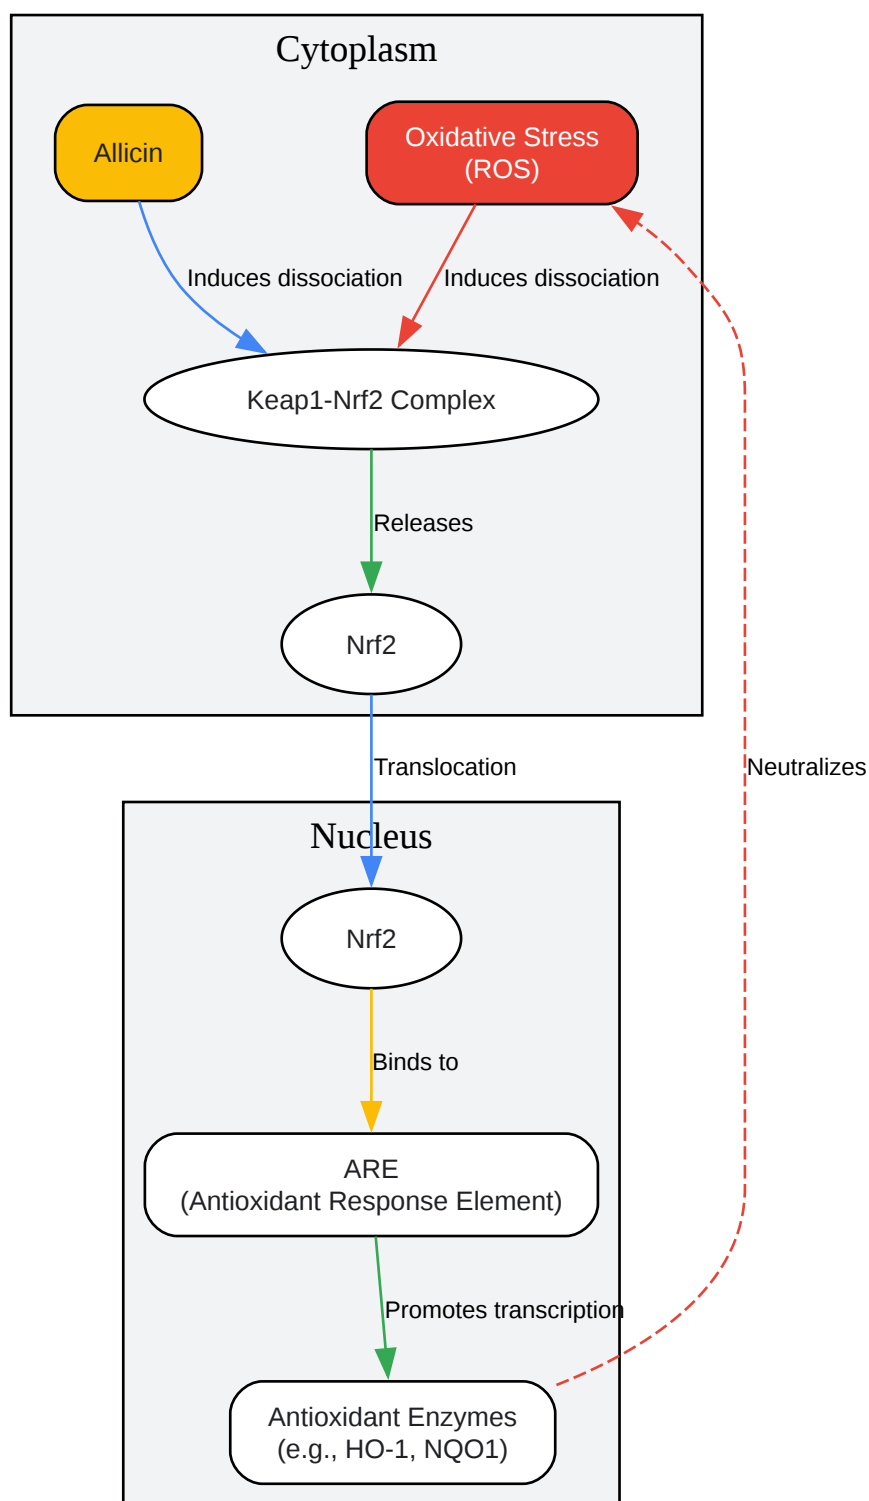 Cytoplasm
Allicin
Oxidative Stress
(ROS)
Induces dissociation
Induces dissociation
Keap1-Nrf2 Complex
Releases
Nrf2
Translocation
Neutralizes
Nucleus
Nrf2
Binds to
ARE
(Antioxidant Response Element)
Promotes transcription
Antioxidant Enzymes
(e.g., HO-1, NQO1)